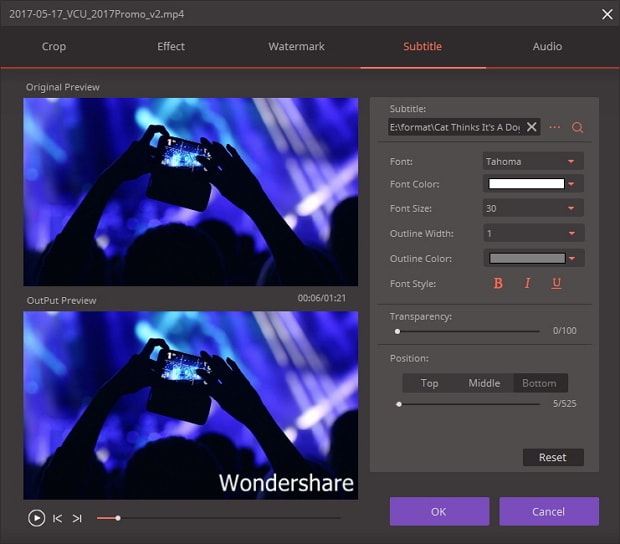 2017-05-17_VCU_2017Promo_v2.mp4
Crop Effect Watermark Subtitle Audio
Original Preview
Subtitle:
E:\format\Cat Thinks It's A Dog
Font: Tahoma
Font Color:
Font Size: 30
Outline Width: 1
Outline Color:
Font Style: B I U
OutPut Preview 00:06/01:21
Transparency:
0/100
Position:
Top Middle Bottom
5/525
Reset
Wondershare
OK Cancel